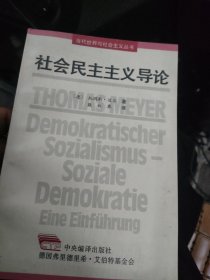 当代世界与社会主义丛书
社会民主主义导论
THOMAS MEYER
Demokratischer
Sozialismus –
Soziale
Demokratie
Eine Einführung
中央编译出版社
德国弗里德里希·艾伯特基金会